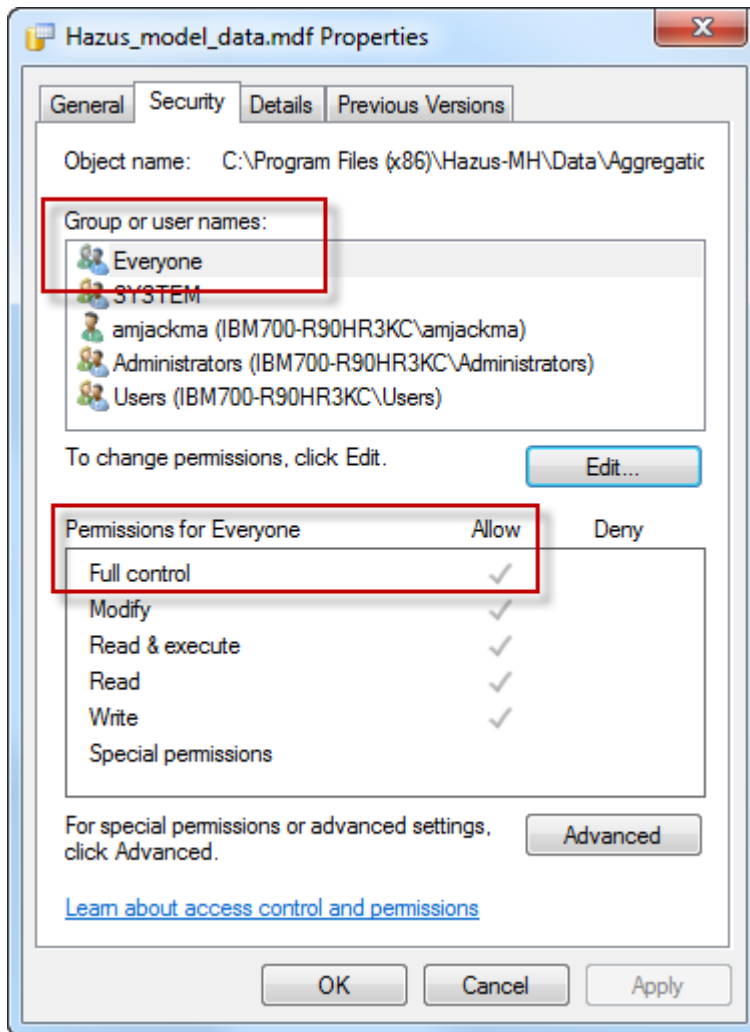 Hazus_model_data.mdf Properties
General Security Details Previous Versions
Object name: C:\Program Files (x86)\Hazus-MH\Data\Aggregatic
Group or user names:
Everyone
SYSTEM
amjackma (IBM700-R90HR3KC\amjackma)
Administrators (IBM700-R90HR3KC\Administrators)
Users (IBM700-R90HR3KC\Users)
To change permissions, click Edit.
Edit...
Permissions for Everyone Allow Deny
Full control
Modify
Read & execute
Read
Write
Special permissions
For special permissions or advanced settings,
click Advanced.
Advanced
Learn about access control and permissions
OK Cancel Apply